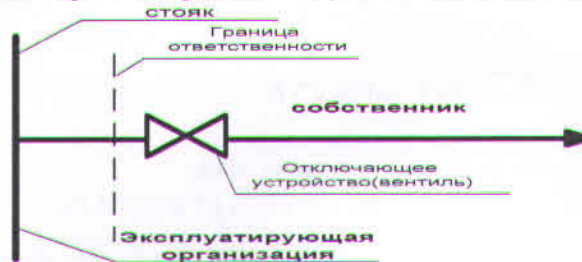 стояк
Граница
ответственности
собственник
Отключающее
устройство(вентиль)
Эксплуатирующая
организация